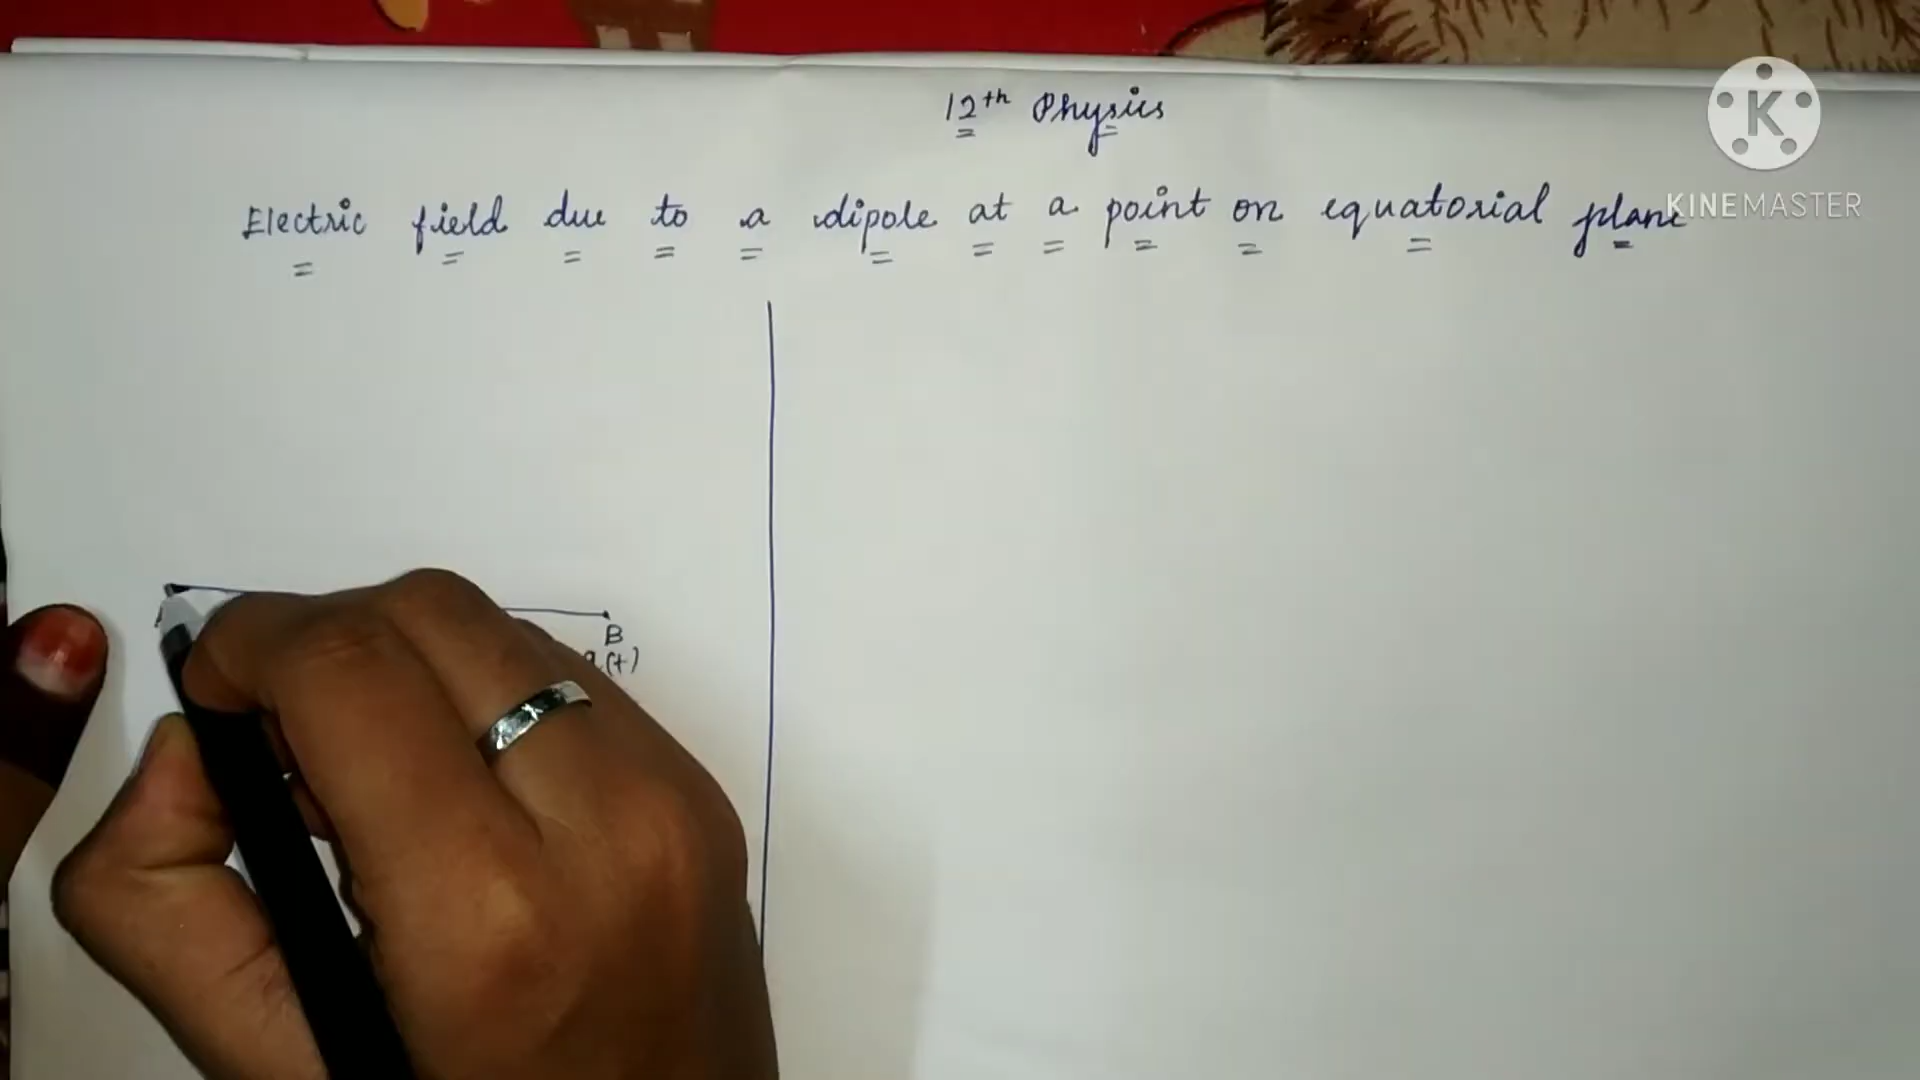 12th Physics
Electric field due to a dipole at a point on equatorial plane
K
KINEMASTER
B
q(+)